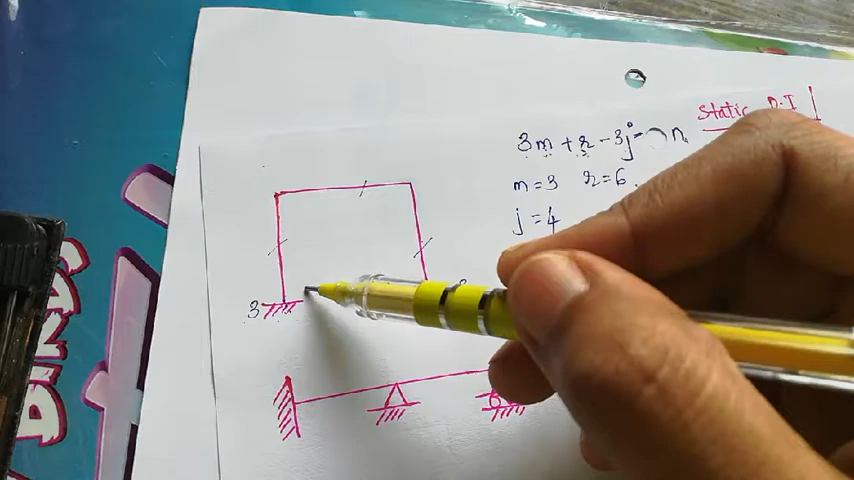 Static D.I
3m + r - 3j = n
m = 3 r = 6
j = 4
3